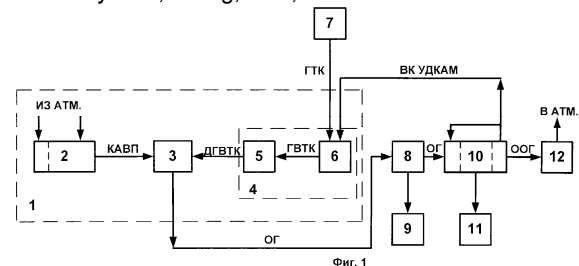 7
ГТК
ВК УДКАМ
ИЗ АТМ.
В АТМ.
2
КАВП
3
ДГВТК
5
ГВТК
6
8
ОГ
10
ООГ
12
4
1
9
11
ОГ
Фиг. 1